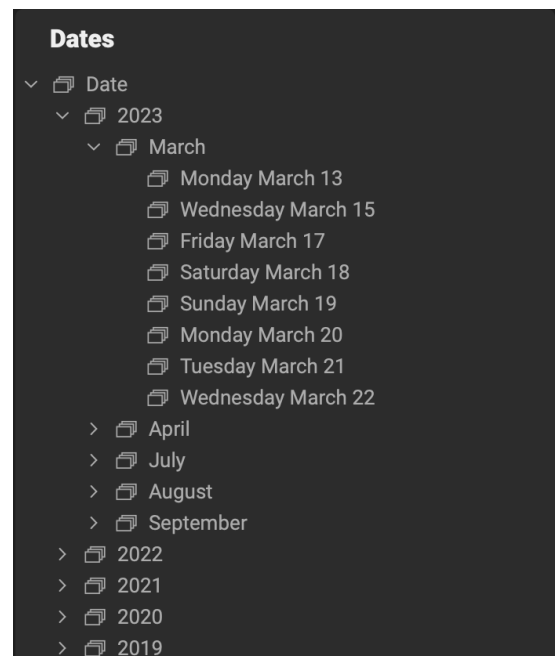 Dates
Date
2023
March
Monday March 13
Wednesday March 15
Friday March 17
Saturday March 18
Sunday March 19
Monday March 20
Tuesday March 21
Wednesday March 22
April
July
August
September
2022
2021
2020
2019